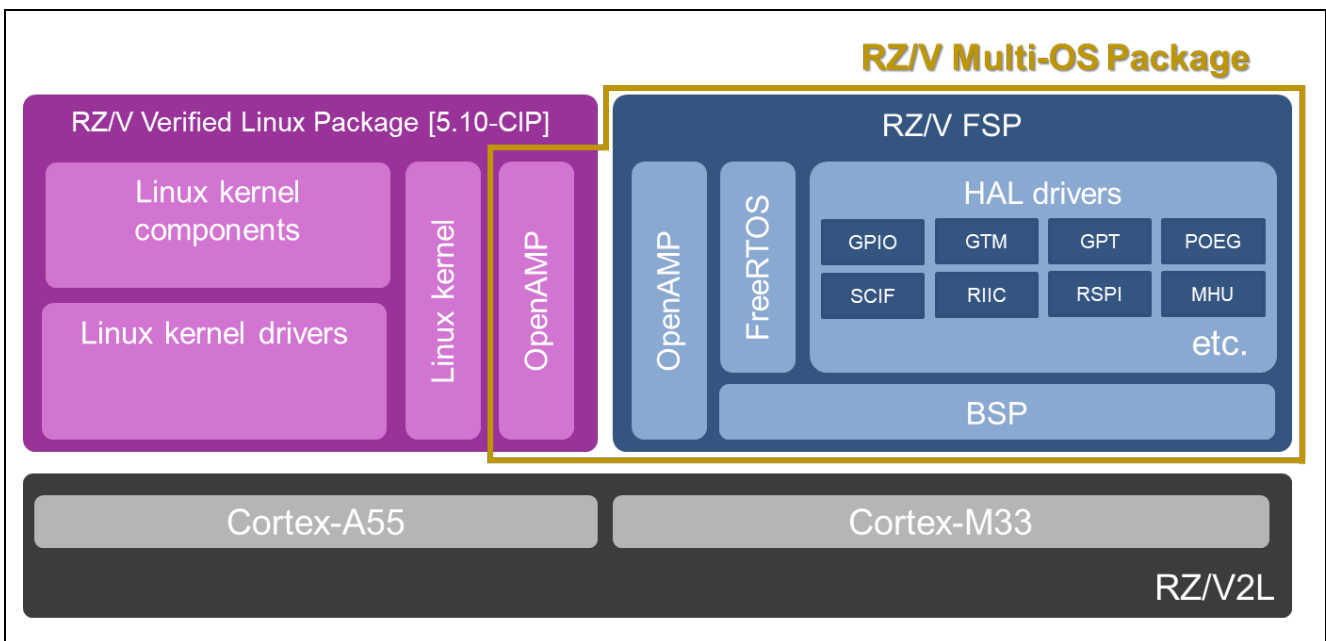 RZ/V Multi-OS Package
RZ/V Verified Linux Package [5.10-CIP]
Linux kernel
components
Linux kernel drivers
Linux kernel
OpenAMP
RZ/V FSP
OpenAMP
FreeRTOS
HAL drivers
GPIO GTM GPT POEG
SCIF RIIC RSPI MHU
etc.
BSP
Cortex-A55
Cortex-M33
RZ/V2L